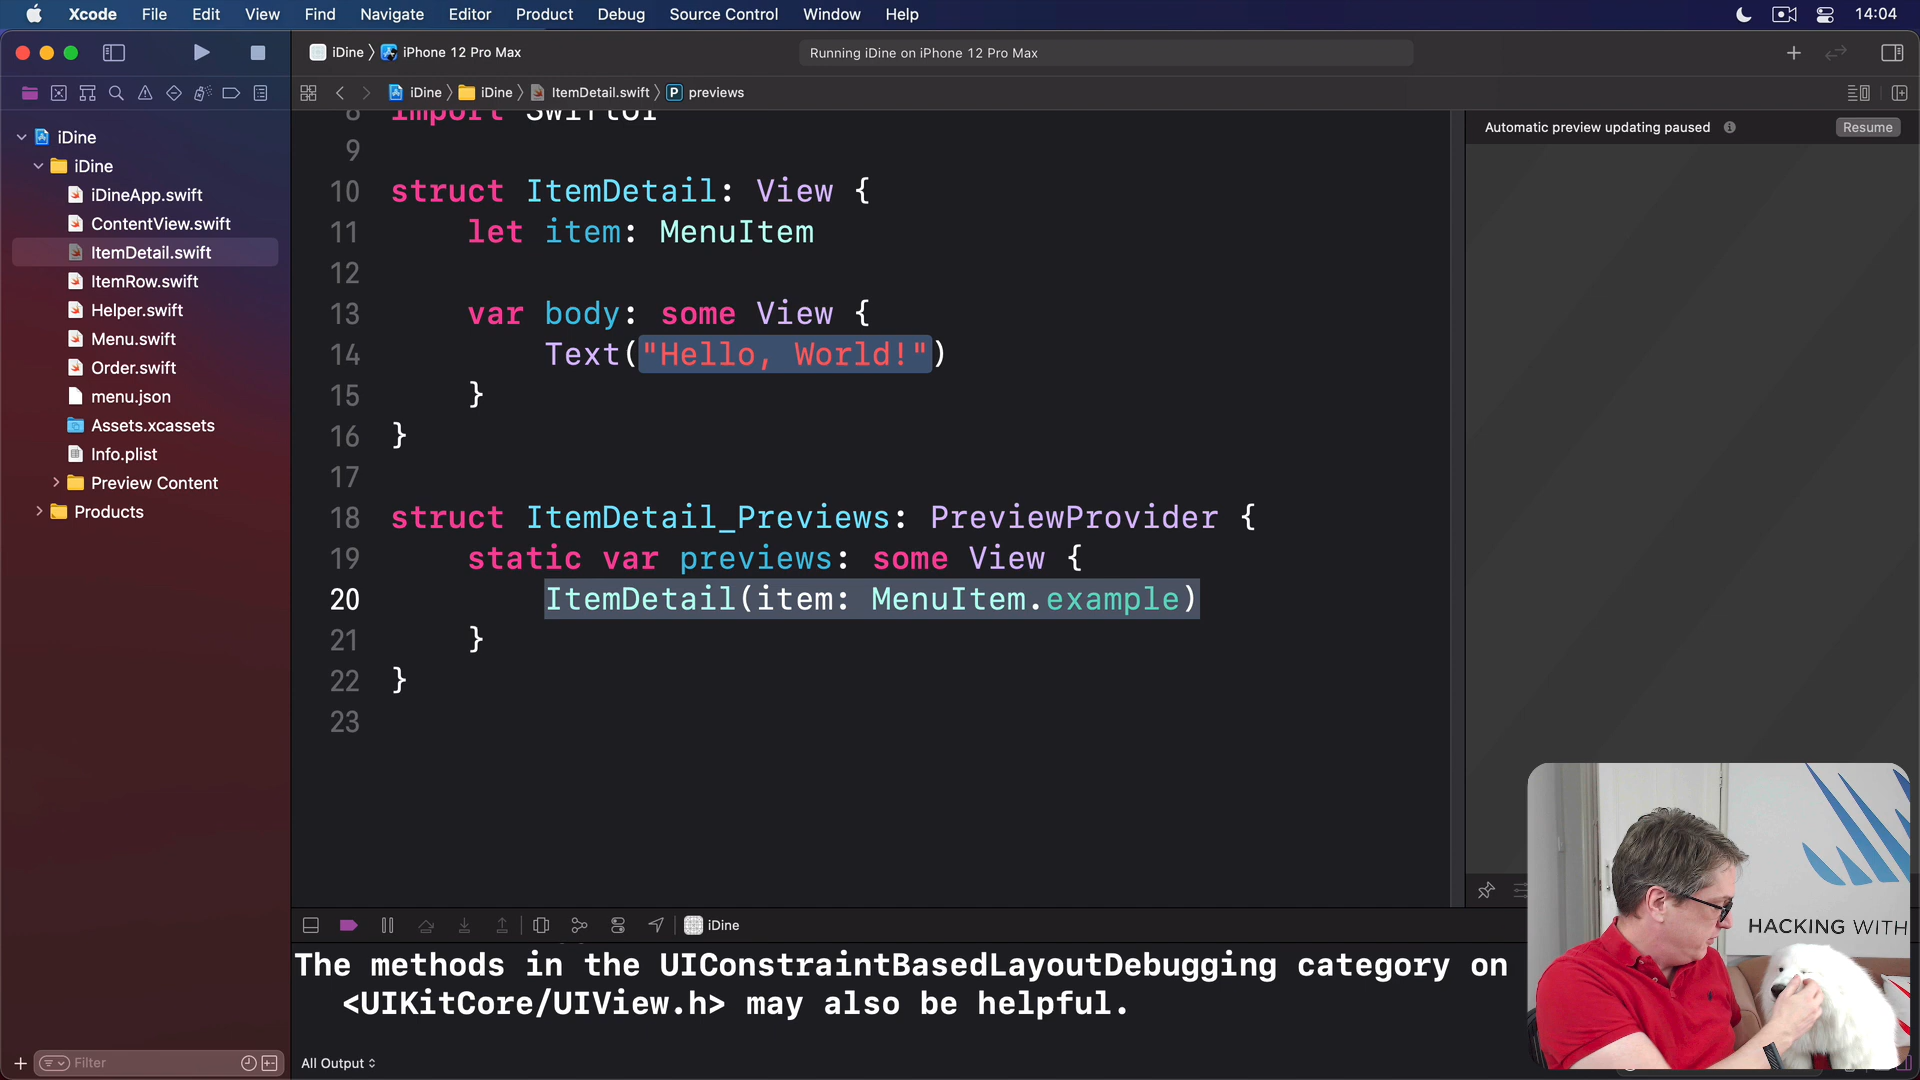 Xcode File Edit View Find Navigate Editor Product Debug Source Control Window Help 14:04
iDine iPhone 12 Pro Max Running iDine on iPhone 12 Pro Max
iDine iDine ItemDetail.swift P previews
Automatic preview updating paused Resume
iDine
iDine
iDineApp.swift
ContentView.swift
ItemDetail.swift
ItemRow.swift
Helper.swift
Menu.swift
Order.swift
menu.json
Assets.xcassets
Info.plist
Preview Content
Products
Filter
8 import SwiftUI
9
10 struct ItemDetail: View {
11 let item: MenuItem
12
13 var body: some View {
14 Text("Hello, World!")
15 }
16 }
17
18 struct ItemDetail_Previews: PreviewProvider {
19 static var previews: some View {
20 ItemDetail(item: MenuItem.example)
21 }
22 }
23
iDine
The methods in the UIConstraintBasedLayoutDebugging category on
<UIKitCore/UIView.h> may also be helpful.
All Output
HACKING WITH